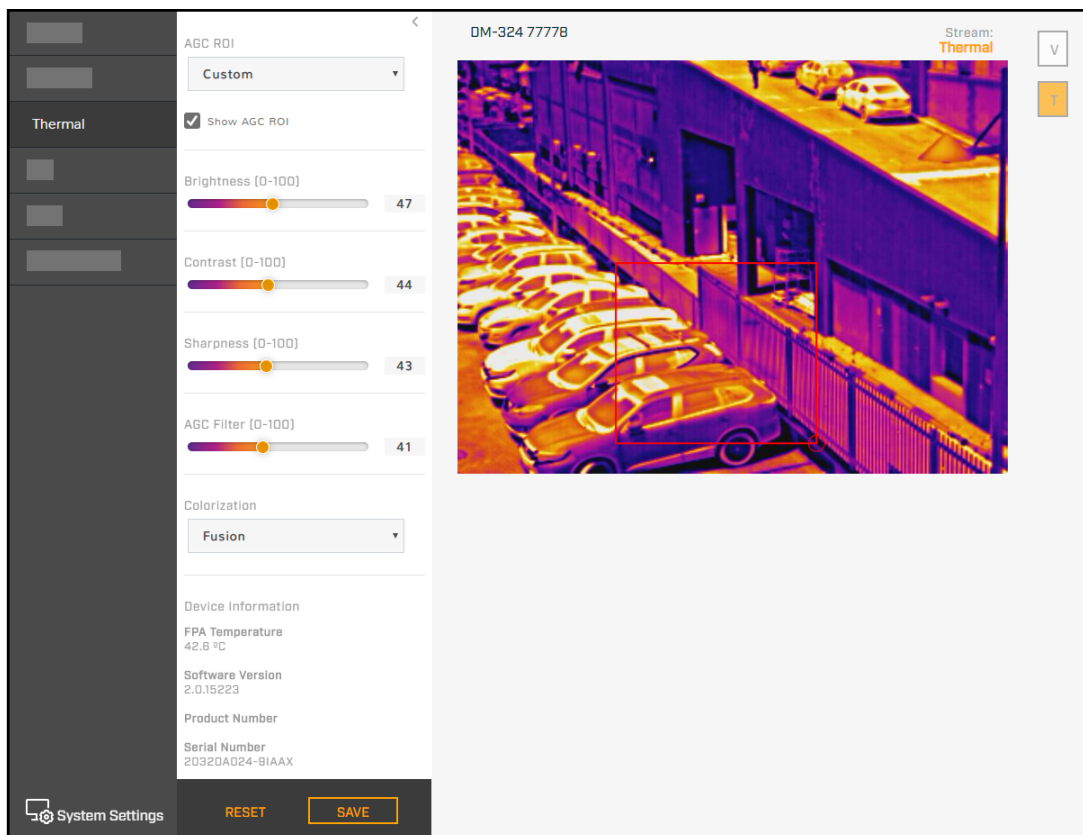 Thermal
System Settings
AGC ROI
Custom
Show AGC ROI
Brightness (0-100)
47
Contrast (0-100)
44
Sharpness (0-100)
43
AGC Filter (0-100)
41
Colorization
Fusion
Device Information
FPA Temperature
42.6 ºC
Software Version
2.0.15223
Product Number
Serial Number
20320A024-9IAAX
RESET
SAVE
DM-324 77778
Stream:
Thermal
V
T